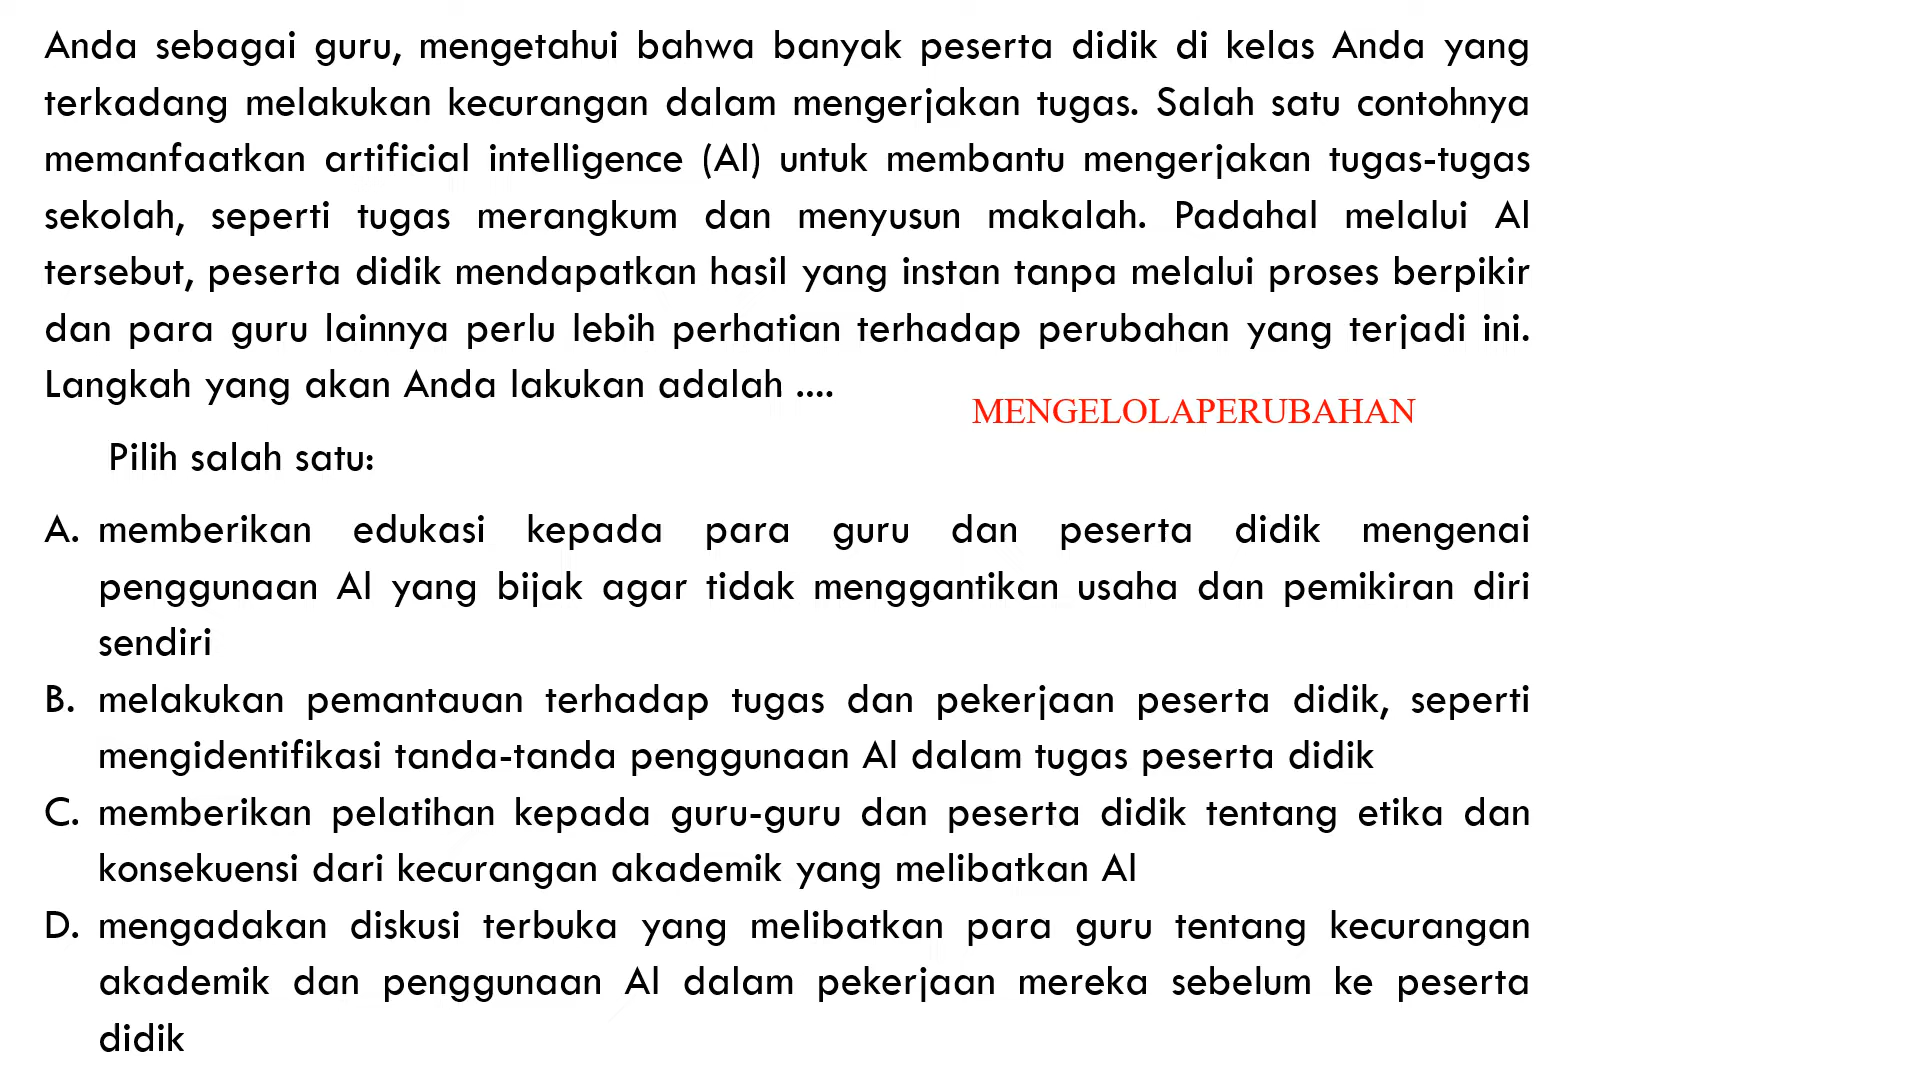 Anda sebagai guru, mengetahui bahwa banyak peserta didik di kelas Anda yang
terkadang melakukan kecurangan dalam mengerjakan tugas. Salah satu contohnya
memanfaatkan artificial intelligence (Al) untuk membantu mengerjakan tugas-tugas
sekolah, seperti tugas merangkum dan menyusun makalah. Padahal melalui Al
tersebut, peserta didik mendapatkan hasil yang instan tanpa melalui proses berpikir
dan para guru lainnya perlu lebih perhatian terhadap perubahan yang terjadi ini.
Langkah yang akan Anda lakukan adalah ....
MENGELOLAPERUBAHAN
Pilih salah satu:
A. memberikan edukasi kepada para guru dan peserta didik mengenai
penggunaan Al yang bijak agar tidak menggantikan usaha dan pemikiran diri
sendiri
B. melakukan pemantauan terhadap tugas dan pekerjaan peserta didik, seperti
mengidentifikasi tanda-tanda penggunaan Al dalam tugas peserta didik
C. memberikan pelatihan kepada guru-guru dan peserta didik tentang etika dan
konsekuensi dari kecurangan akademik yang melibatkan Al
D. mengadakan diskusi terbuka yang melibatkan para guru tentang kecurangan
akademik dan penggunaan Al dalam pekerjaan mereka sebelum ke peserta
didik